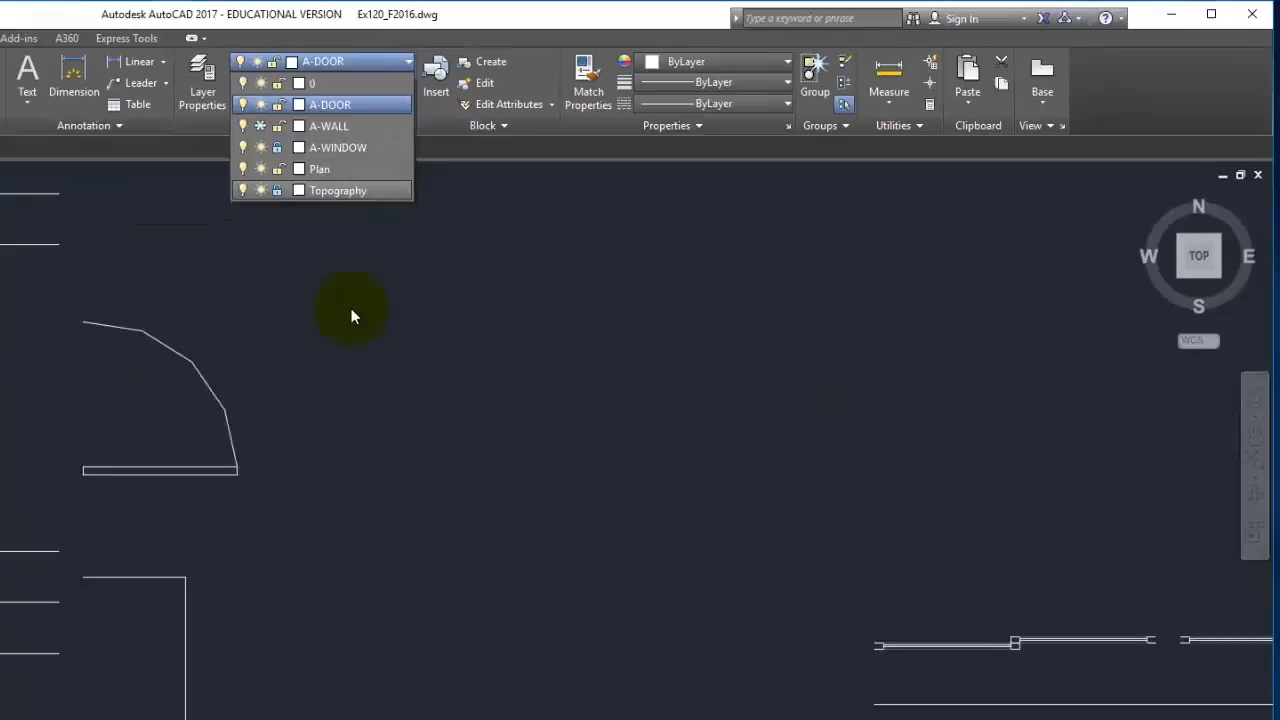 Autodesk AutoCAD 2017 - EDUCATIONAL VERSION Ex120_F2016.dwg
Type a keyword or phrase Sign In
Add-ins A360 Express Tools
Text Dimension Linear Leader Table
Layer Properties
A-DOOR
0
A-DOOR
A-WALL
A-WINDOW
Plan
Topography
Insert Create Edit Edit Attributes
Match Properties ByLayer ByLayer ByLayer
Group Measure Paste Base
Annotation Block Properties Groups Utilities Clipboard View
N
W TOP E
S
WCS